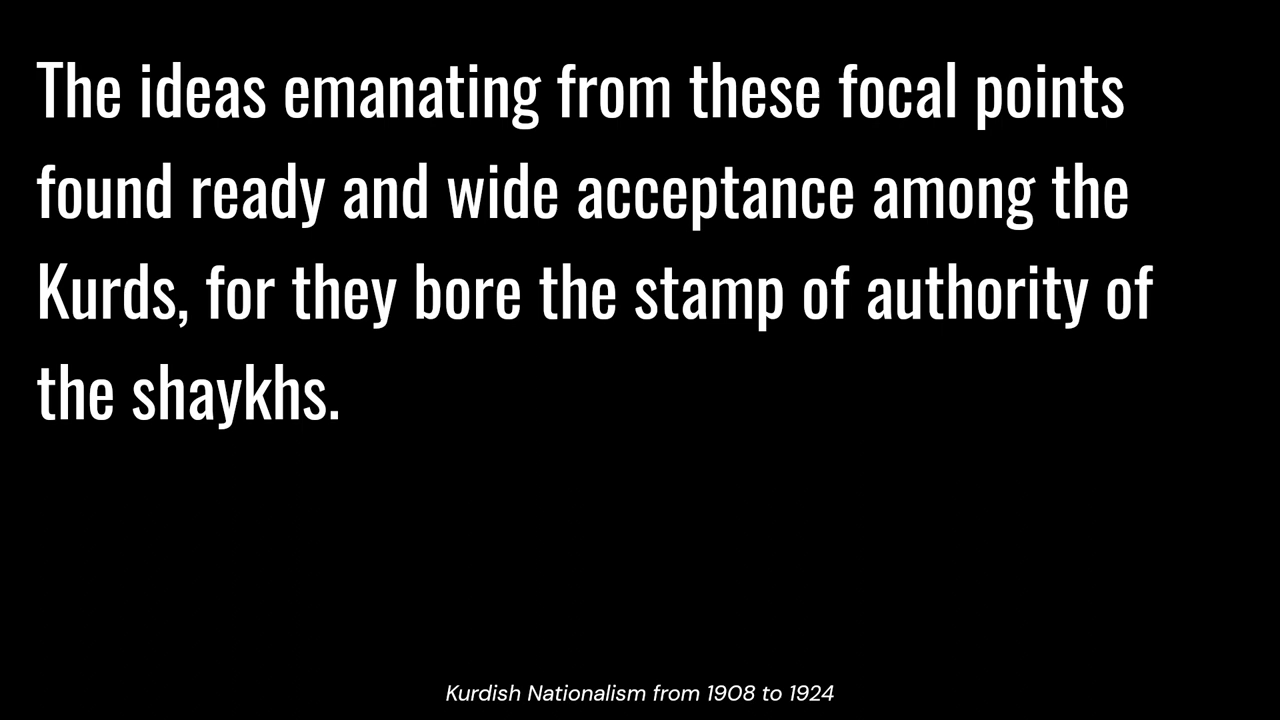 The ideas emanating from these focal points
found ready and wide acceptance among the
Kurds, for they bore the stamp of authority of
the shaykhs.
Kurdish Nationalism from 1908 to 1924